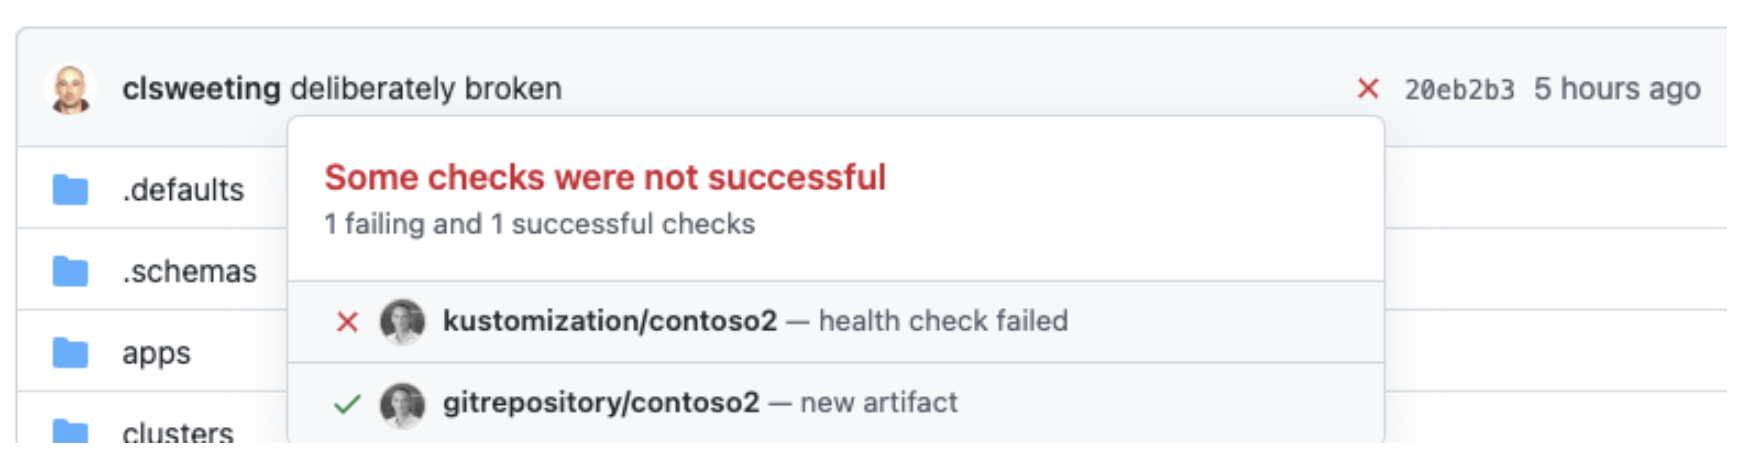 clsweeting deliberately broken 20eb2b3 5 hours ago
Some checks were not successful
1 failing and 1 successful checks
.defaults
.schemas
kustomization/contoso2 — health check failed
apps
gitrepository/contoso2 — new artifact
clusters